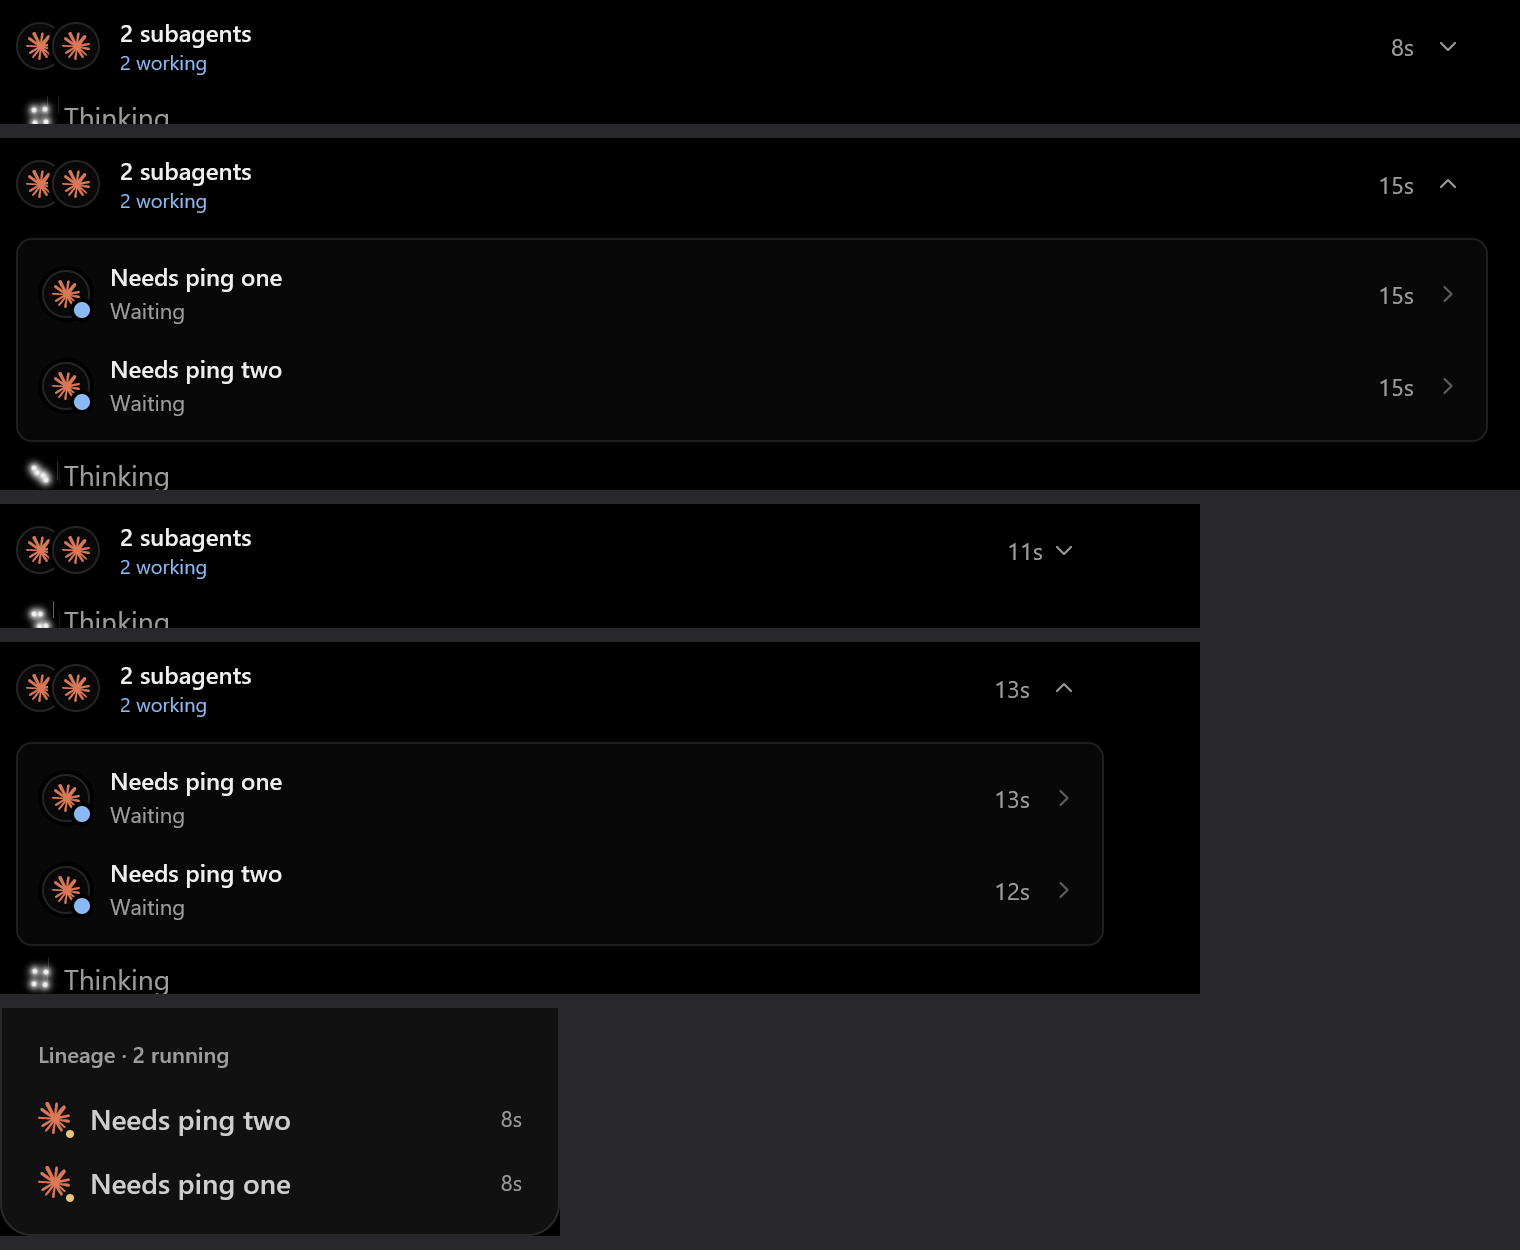 2 subagents
2 working
8s
Thinking
2 subagents
2 working
15s
Needs ping one
Waiting
15s
Needs ping two
Waiting
15s
Thinking
2 subagents
2 working
11s
Thinking
2 subagents
2 working
13s
Needs ping one
Waiting
13s
Needs ping two
Waiting
12s
Thinking
Lineage · 2 running
Needs ping two 8s
Needs ping one 8s